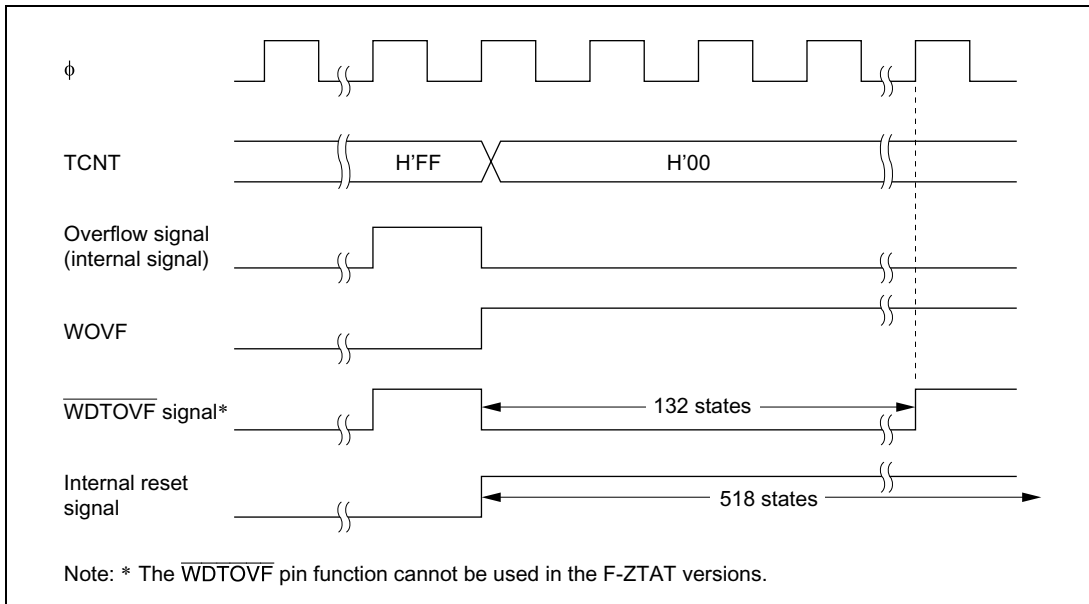 ϕ
TCNT
H'FF
H'00
Overflow signal
(internal signal)
WOVF
WDTOVF signal*
132 states
Internal reset
signal
518 states
Note: * The WDTOVF pin function cannot be used in the F-ZTAT versions.